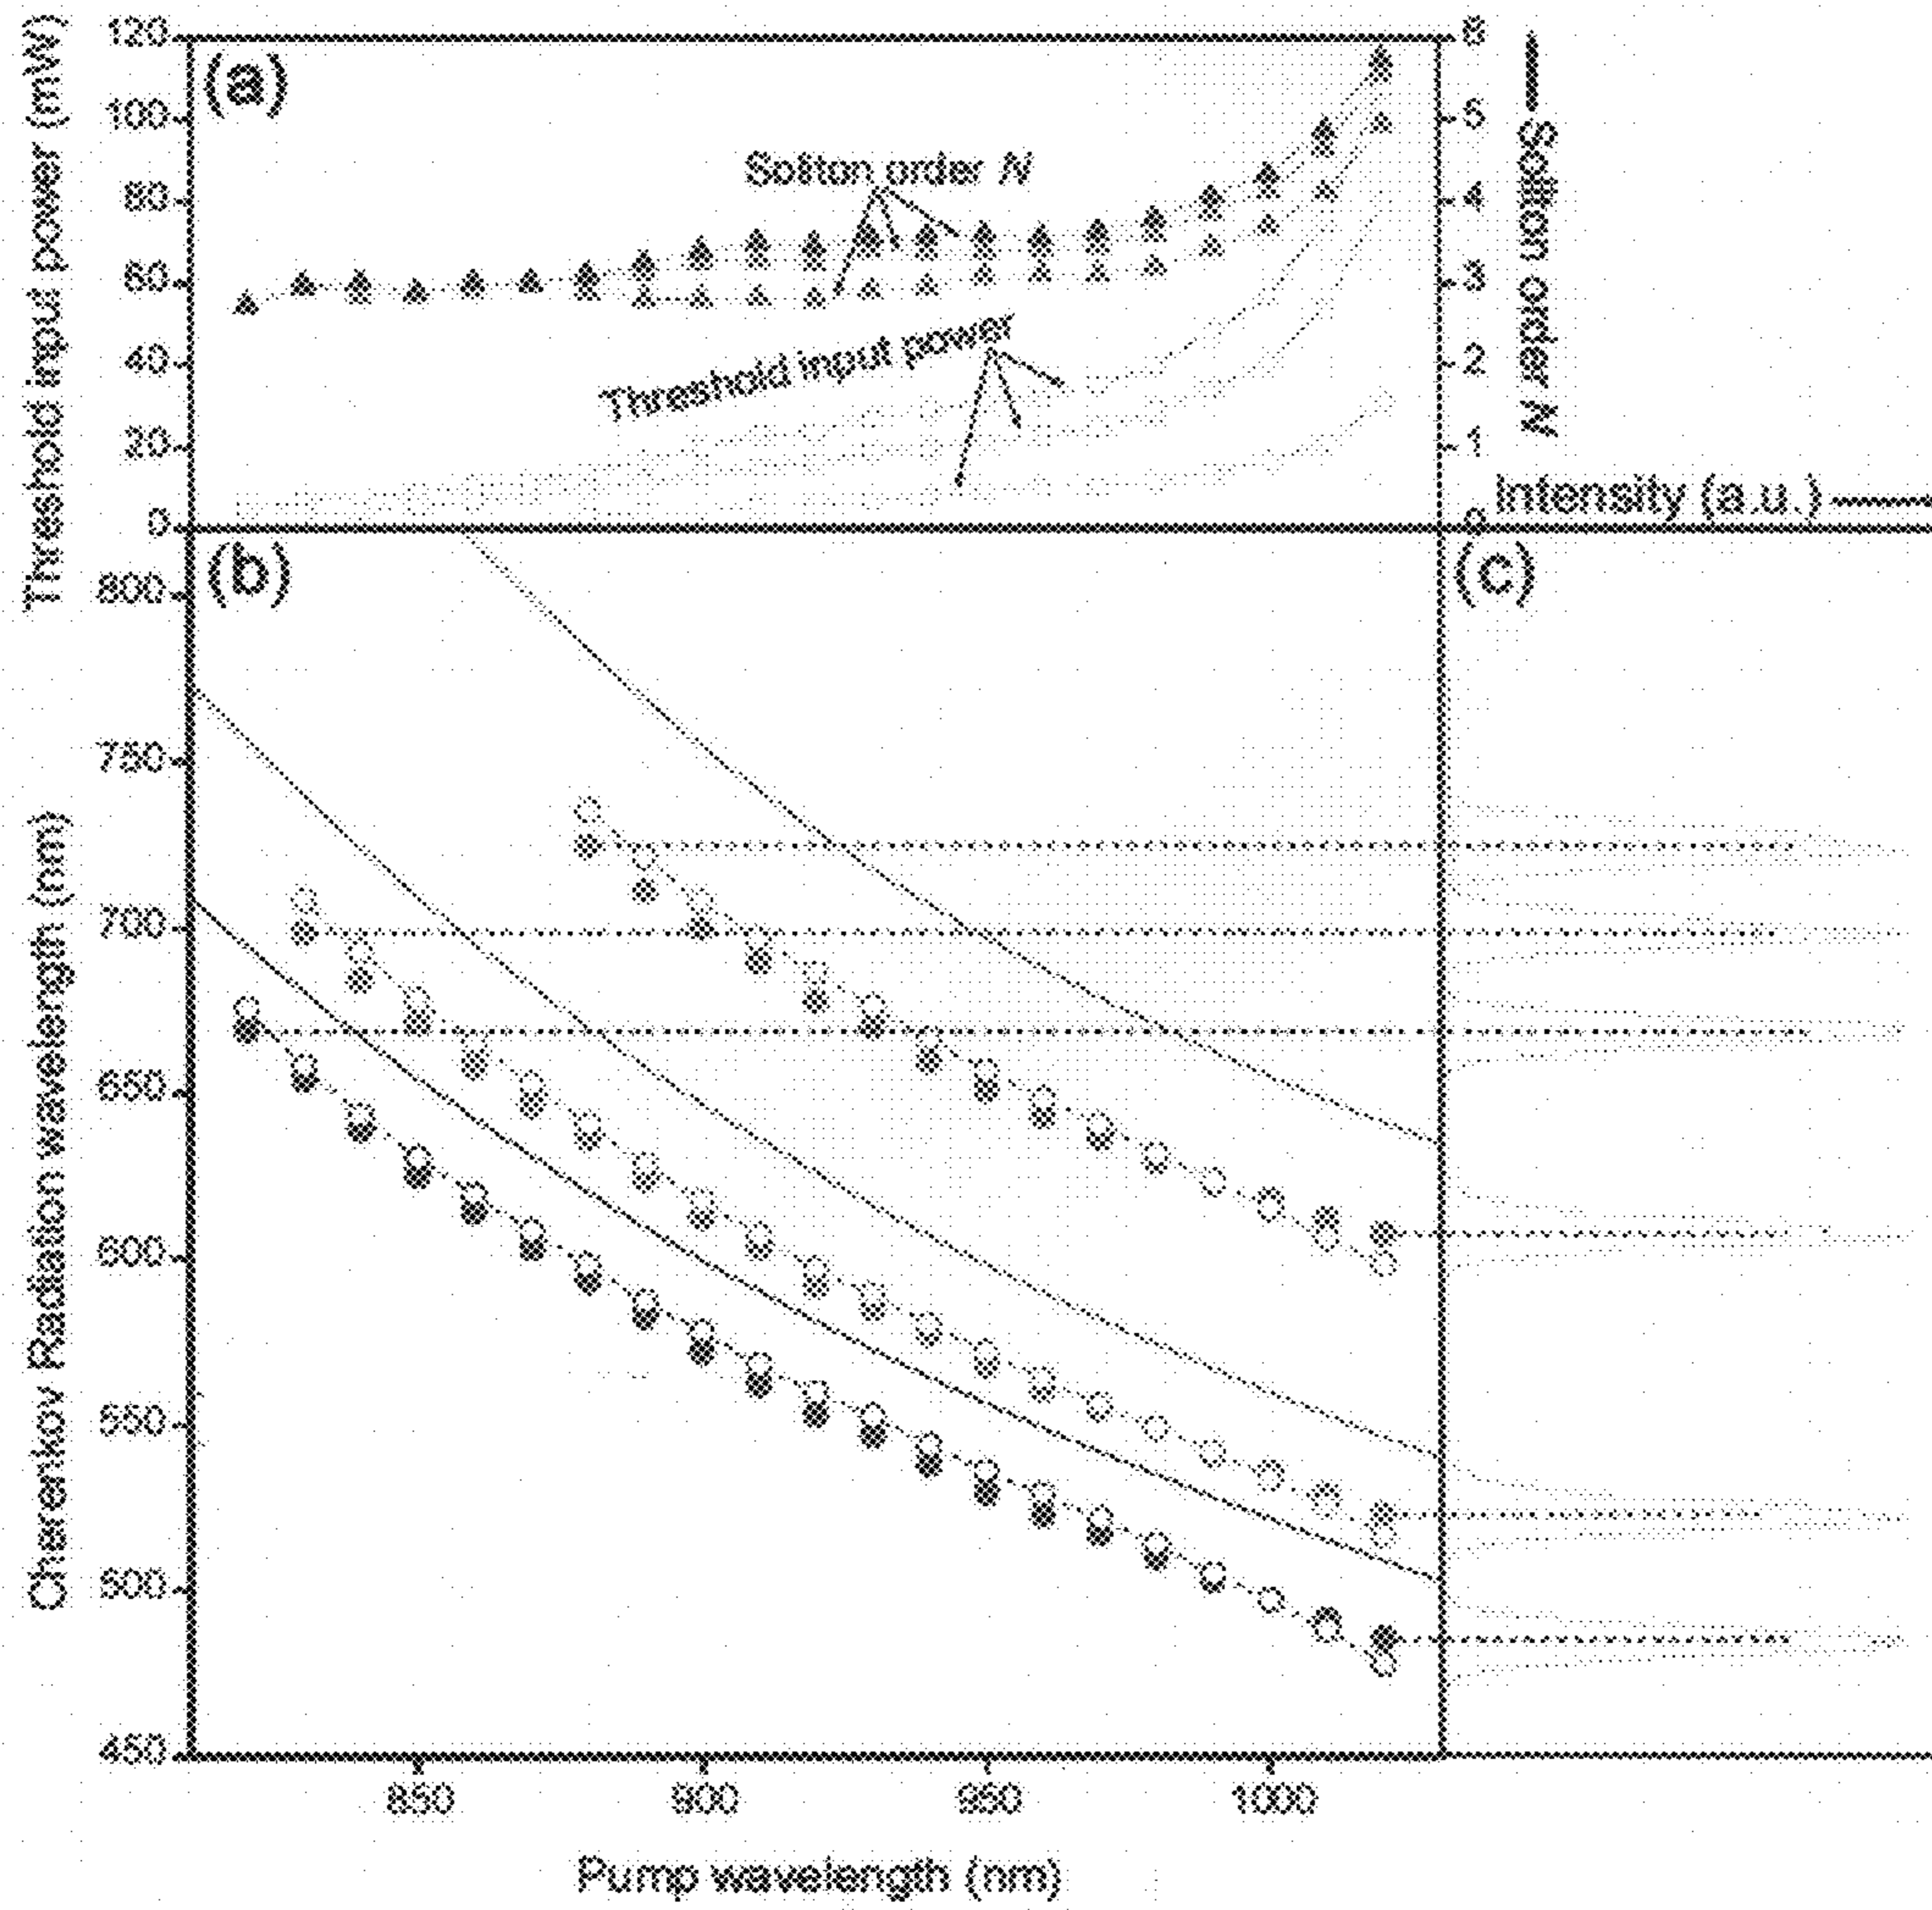 Threshold input power (mW)
120
100
80
60
40
20
0
(a)
Soliton order N
Threshold input power
6
5
4
3
2
1
0
Soliton order N
Intensity (a.u.)
Cherenkov Radiation wavelength (nm)
800
750
700
650
600
550
500
450
(b)
(c)
850
900
950
1000
Pump wavelength (nm)